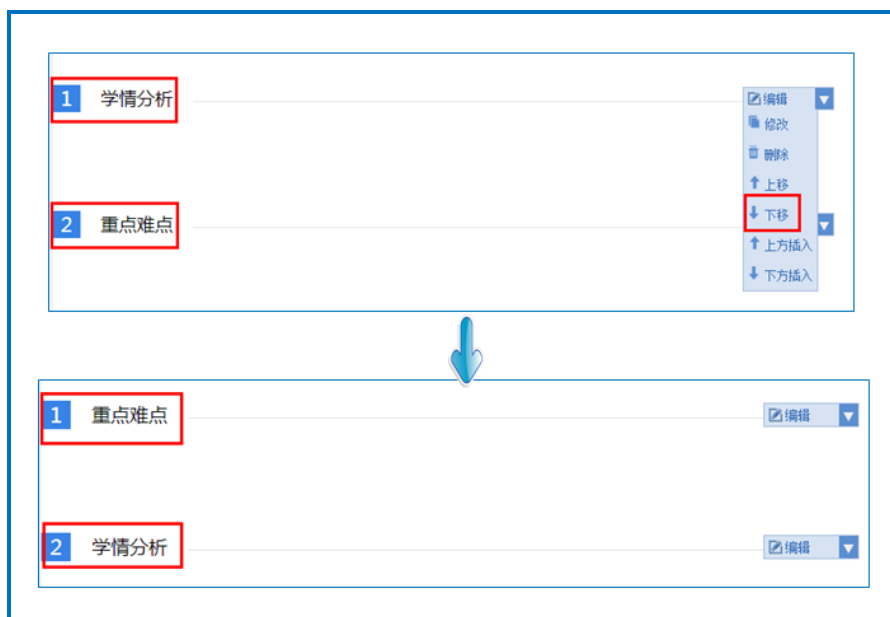 1 学情分析
编辑
修改
删除
上移
2 重点难点
下移
上方插入
下方插入
1 重点难点 编辑
2 学情分析 编辑